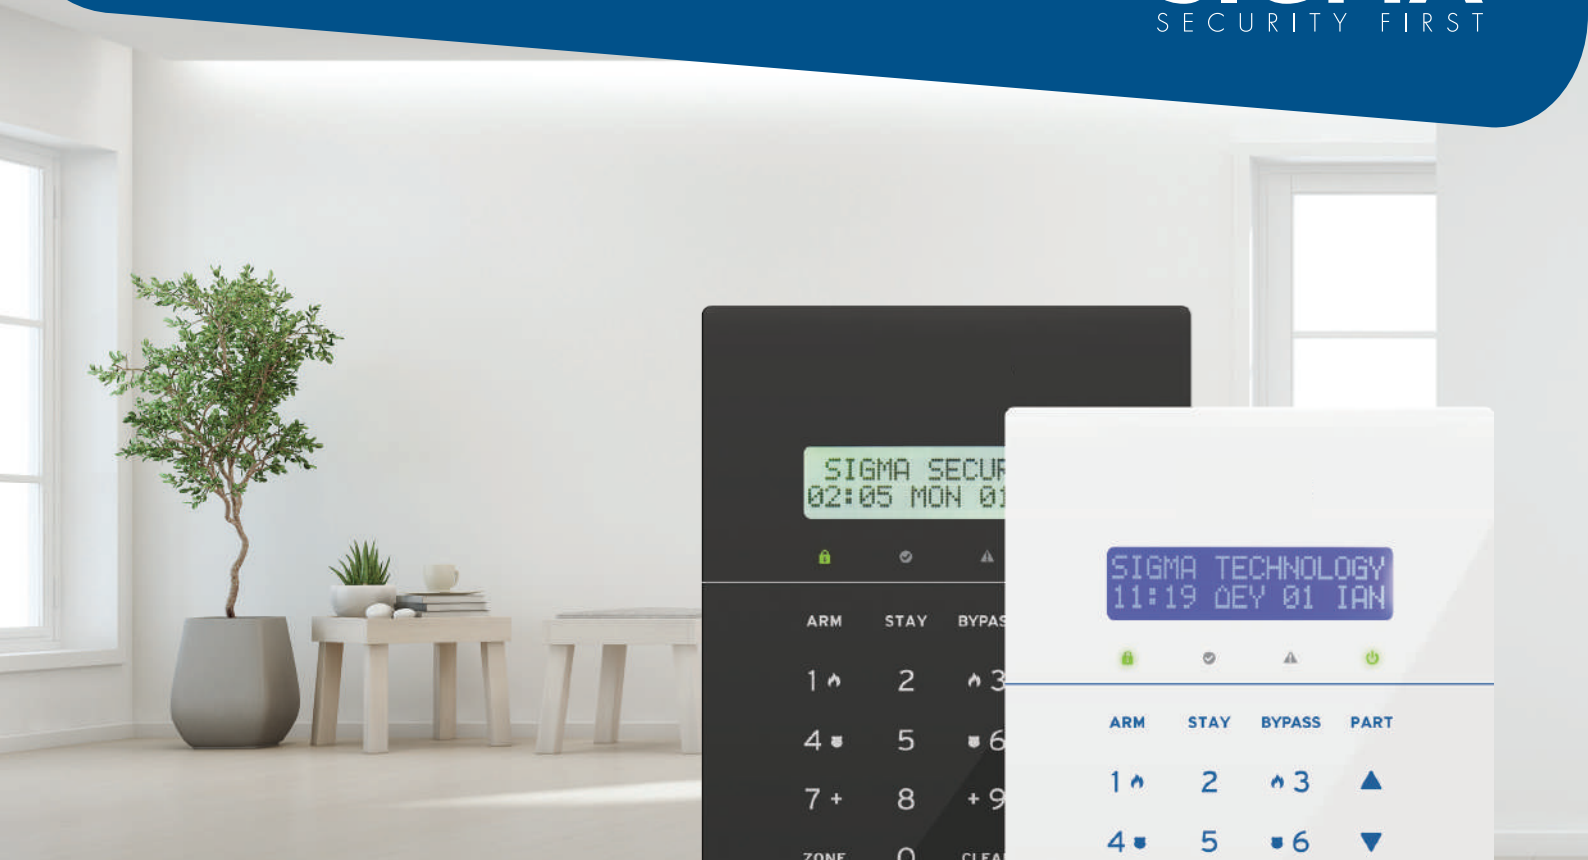 SECURITY FIRST
SIGMA SECUR
02:05 MON 01
ARM STAY BYPAS
1 2 3
4 5 6
7 + 8 + 9
ZONE 0 CLEA
SIGMA TECHNOLOGY
11:19 ΔΕΥ 01 ΙΑΝ
ARM STAY BYPASS PART
1 2 3
4 5 6